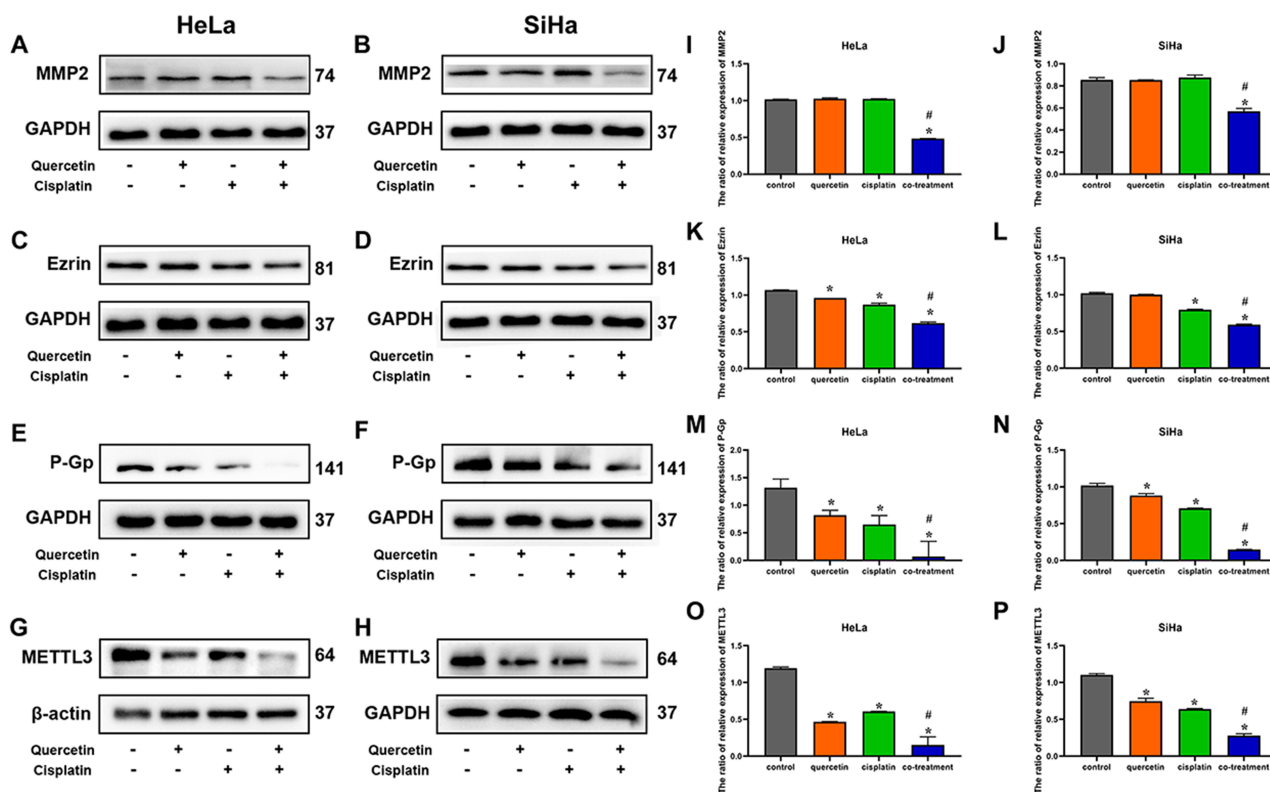 HeLa
SiHa
A
MMP2
74
GAPDH
37
Quercetin - + - +
Cisplatin - - + +
B
MMP2
74
GAPDH
37
Quercetin - + - +
Cisplatin - - + +
C
Ezrin
81
GAPDH
37
Quercetin - + - +
Cisplatin - - + +
D
Ezrin
81
GAPDH
37
Quercetin - + - +
Cisplatin - - + +
E
P-Gp
141
GAPDH
37
Quercetin - + - +
Cisplatin - - + +
F
P-Gp
141
GAPDH
37
Quercetin - + - +
Cisplatin - - + +
G
METTL3
64
β-actin
37
Quercetin - + - +
Cisplatin - - + +
H
METTL3
64
GAPDH
37
Quercetin - + - +
Cisplatin - - + +
I
HeLa
The ratio of relative expression of MMP2
1.5
1.0
0.5
0.0
#
*
control quercetin cisplatin co-treatment
J
SiHa
The ratio of relative expression of MMP2
1.0
0.8
0.6
0.4
0.2
0.0
#
*
control quercetin cisplatin co-treatment
K
HeLa
The ratio of relative expression of Ezrin
1.5
1.0
0.5
0.0
* * #
*
control quercetin cisplatin co-treatment
L
SiHa
The ratio of relative expression of Ezrin
1.5
1.0
0.5
0.0
* #
*
control quercetin cisplatin co-treatment
M
HeLa
The ratio of relative expression of P-Gp
2.0
1.5
1.0
0.5
0.0
* * #
*
control quercetin cisplatin co-treatment
N
SiHa
The ratio of relative expression of P-Gp
1.5
1.0
0.5
0.0
* * #
*
control quercetin cisplatin co-treatment
O
HeLa
The ratio of relative expression of METTL3
1.5
1.0
0.5
0.0
* * #
*
control quercetin cisplatin co-treatment
P
SiHa
The ratio of relative expression of METTL3
1.5
1.0
0.5
0.0
* * #
*
control quercetin cisplatin co-treatment